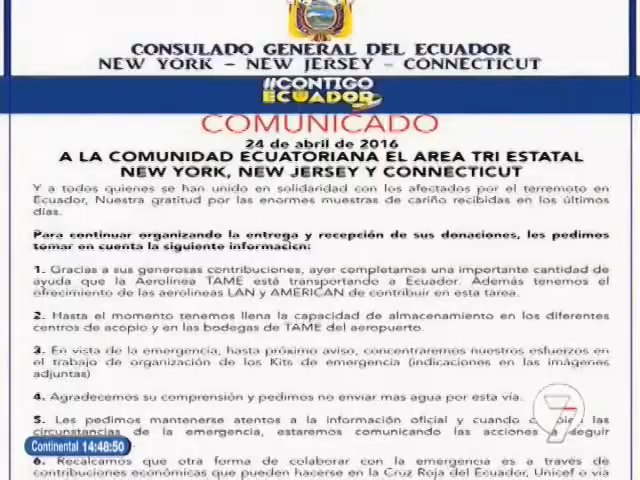 CONSULADO GENERAL DEL ECUADOR
NEW YORK – NEW JERSEY – CONNECTICUT
#CONTIGO
ECUADOR
COMUNICADO
24 de abril de 2016
A LA COMUNIDAD ECUATORIANA EL AREA TRI ESTATAL
NEW YORK, NEW JERSEY Y CONNECTICUT
Y a todos quienes se han unido en solidaridad con los afectados por el terremoto en
Ecuador, Nuestra gratitud por las enormes muestras de cariño recibidas en los últimos
días.
Para continuar organizando la entrega y recepción de sus donaciones, les pedimos
tomar en cuenta la siguiente información:
1. Gracias a sus generosas contribuciones, ayer completamos una importante cantidad de
ayuda que la Aerolínea TAME está transportando a Ecuador. Además tenemos el
ofrecimiento de las aerolíneas LAN y AMERICAN de contribuir en esta tarea.
2. Hasta el momento tenemos llena la capacidad de almacenamiento en los diferentes
centros de acopio y en las bodegas de TAME del aeropuerto.
3. En vista de la emergencia, hasta próximo aviso, concentraremos nuestros esfuerzos en
el trabajo de organización de los Kits de emergencia (indicaciones en las imágenes
adjuntas)
4. Agradecemos su comprensión y pedimos no enviar mas agua por esta vía.
5. Les pedimos mantenerse atentos a la información oficial y cuando las
circunstancias de la emergencia, estaremos comunicando las acciones a seguir
7
Continental 14:48:50
6. Recalcamos que otra forma de colaborar con la emergencia es a través de
contribuciones económicas que pueden hacerse en la Cruz Roja del Ecuador, Unicef o vía